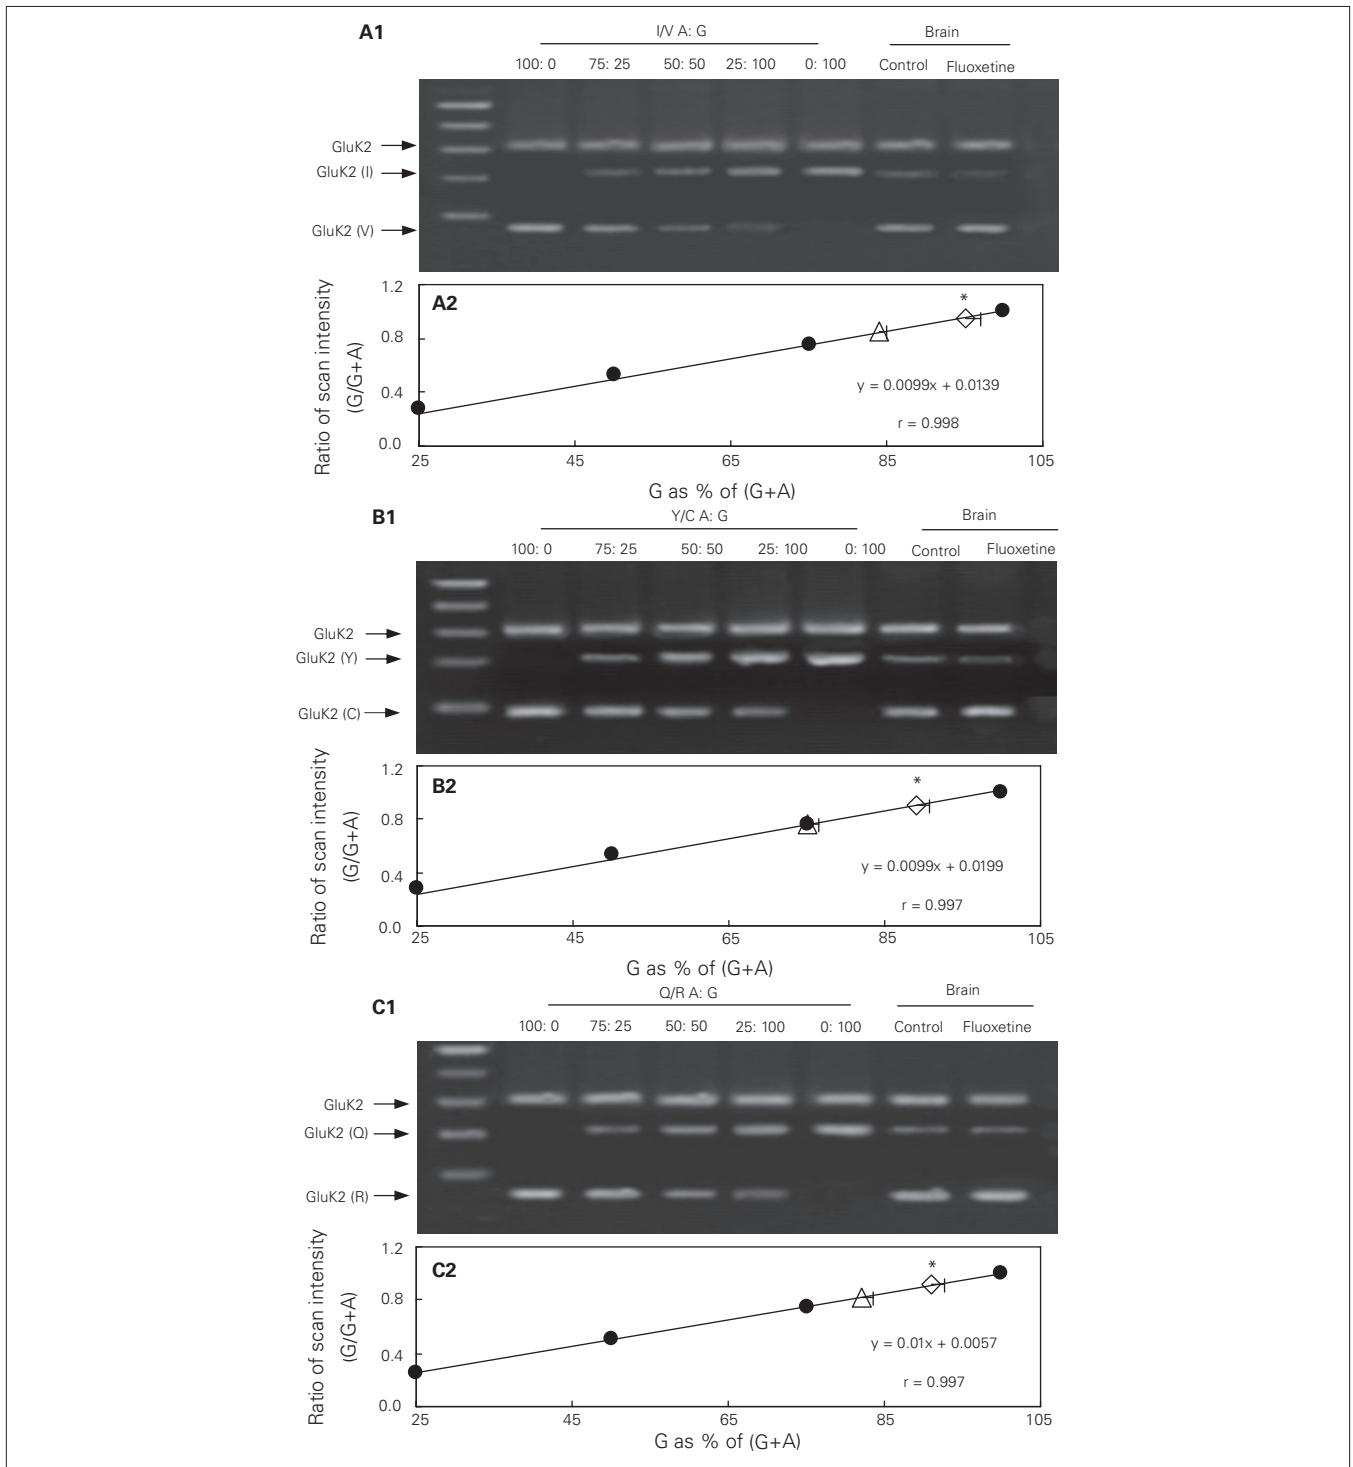 A1
I/V A: G
Brain
100: 0 75: 25 50: 50 25: 100 0: 100 Control Fluoxetine
GluK2
GluK2 (I)
GluK2 (V)
A2
Ratio of scan intensity
(G/G+A)
1.2
0.8
0.4
0.0
*
y = 0.0099x + 0.0139
r = 0.998
25 45 65 85 105
G as % of (G+A)
B1
Y/C A: G
Brain
100: 0 75: 25 50: 50 25: 100 0: 100 Control Fluoxetine
GluK2
GluK2 (Y)
GluK2 (C)
B2
Ratio of scan intensity
(G/G+A)
1.2
0.8
0.4
0.0
*
y = 0.0099x + 0.0199
r = 0.997
25 45 65 85 105
G as % of (G+A)
C1
Q/R A: G
Brain
100: 0 75: 25 50: 50 25: 100 0: 100 Control Fluoxetine
GluK2
GluK2 (Q)
GluK2 (R)
C2
Ratio of scan intensity
(G/G+A)
1.2
0.8
0.4
0.0
*
y = 0.01x + 0.0057
r = 0.997
25 45 65 85 105
G as % of (G+A)